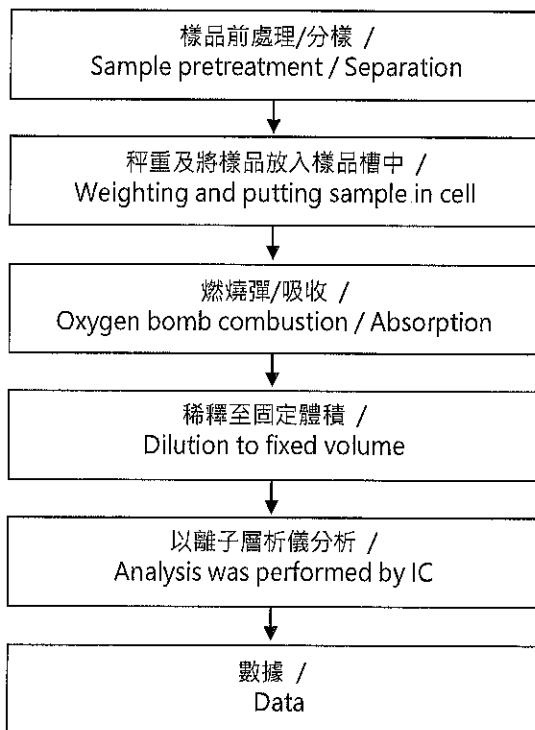 樣品前處理/分樣 /
Sample pretreatment / Separation
秤重及將樣品放入樣品槽中 /
Weighting and putting sample in cell
燃燒彈/吸收 /
Oxygen bomb combustion / Absorption
稀釋至固定體積 /
Dilution to fixed volume
以離子層析儀分析 /
Analysis was performed by IC
數據 /
Data